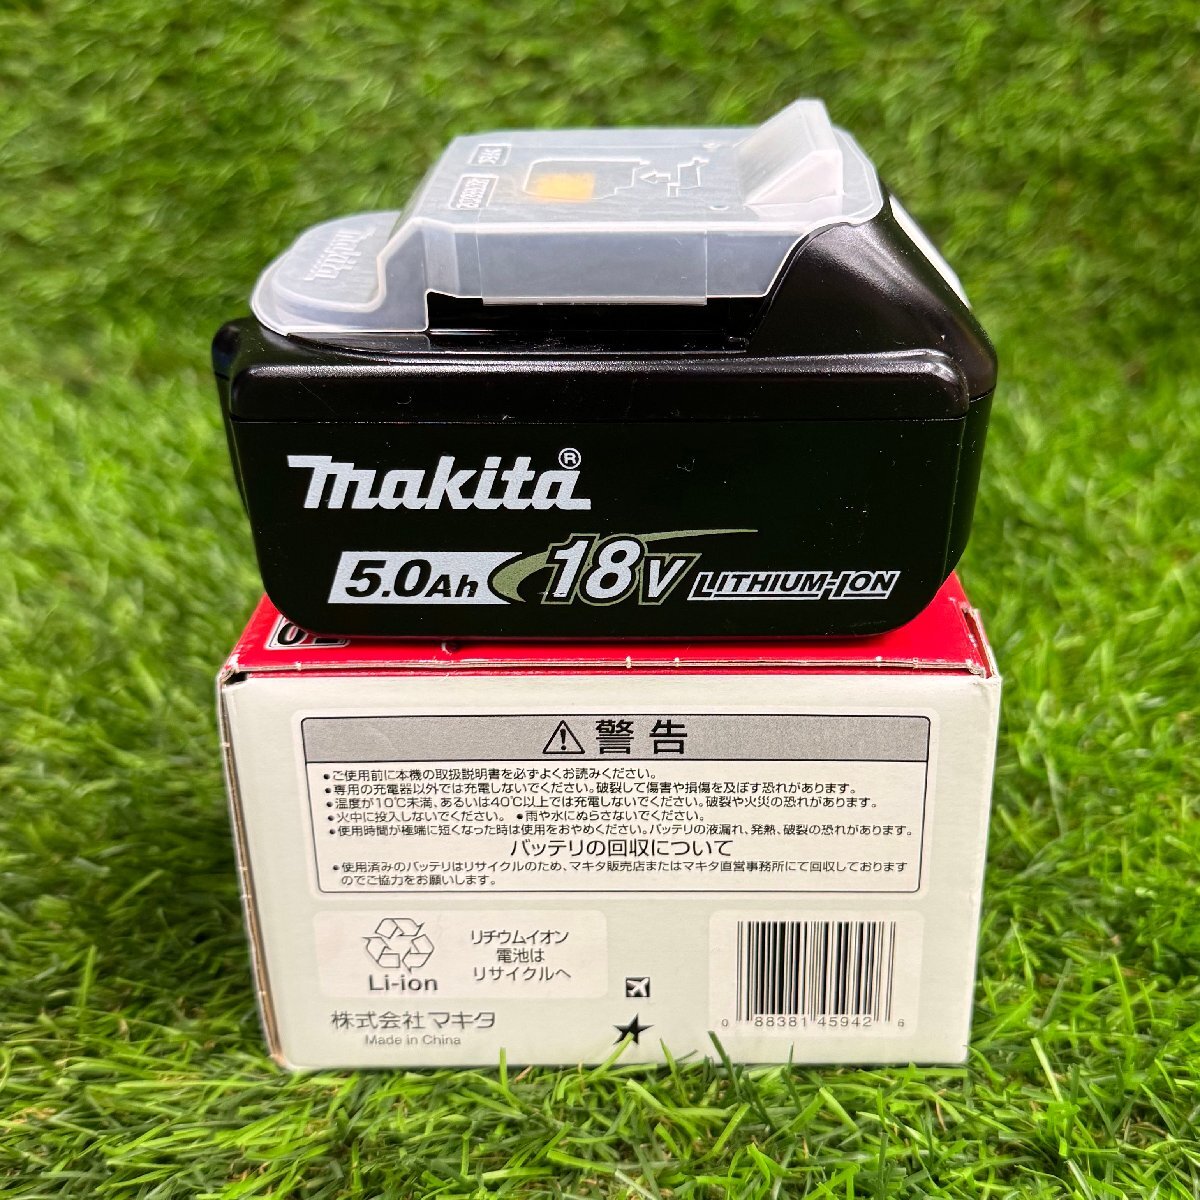 makita
makita®
5.0Ah 18V LITHIUM-ION
警告
•ご使用前に本機の取扱説明書を必ずよくお読みください。
•専用の充電器以外では充電しないでください。破裂して傷害や損傷を及ぼす恐れがあります。
•温度が10℃未満、あるいは40℃以上では充電しないでください。破裂や火災の恐れがあります。
•火中に投入しないでください。 •雨や水にぬらさないでください。
•使用時間が極端に短くなった時は使用をおやめください。バッテリの液漏れ、発熱、破裂の恐れがあります。
バッテリの回収について
•使用済みのバッテリはリサイクルのため、マキタ販売店またはマキタ直営事務所にて回収しております
のでご協力をお願いします。
Li-ion
リチウムイオン
電池は
リサイクルへ
株式会社マキタ
Made in China
0 88381 45942 6